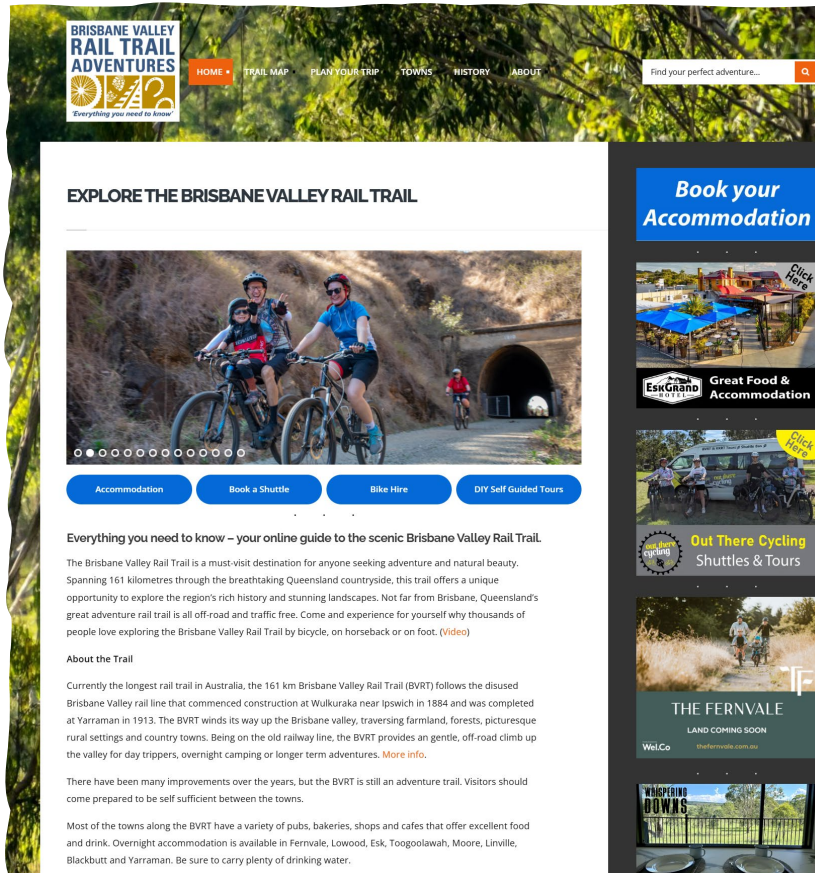 BRISBANE VALLEY
RAIL TRAIL
ADVENTURES
'Everything you need to know'
HOME
TRAIL MAP
PLAN YOUR TRIP
TOWNS
HISTORY
ABOUT
Find your perfect adventure...
EXPLORE THE BRISBANE VALLEY RAIL TRAIL
Accommodation
Book a Shuttle
Bike Hire
DIY Self Guided Tours
Everything you need to know – your online guide to the scenic Brisbane Valley Rail Trail.
The Brisbane Valley Rail Trail is a must-visit destination for anyone seeking adventure and natural beauty.
Spanning 161 kilometres through the breathtaking Queensland countryside, this trail offers a unique
opportunity to explore the region's rich history and stunning landscapes. Not far from Brisbane, Queensland's
great adventure rail trail is all off-road and traffic free. Come and experience for yourself why thousands of
people love exploring the Brisbane Valley Rail Trail by bicycle, on horseback or on foot. (Video)
About the Trail
Currently the longest rail trail in Australia, the 161 km Brisbane Valley Rail Trail (BVRT) follows the disused
Brisbane Valley rail line that commenced construction at Wulkuraka near Ipswich in 1884 and was completed
at Yarraman in 1913. The BVRT winds its way up the Brisbane valley, traversing farmland, forests, picturesque
rural settings and country towns. Being on the old railway line, the BVRT provides an gentle, off-road climb up
the valley for day trippers, overnight camping or longer term adventures. More info.
There have been many improvements over the years, but the BVRT is still an adventure trail. Visitors should
come prepared to be self sufficient between the towns.
Most of the towns along the BVRT have a variety of pubs, bakeries, shops and cafes that offer excellent food
and drink. Overnight accommodation is available in Fernvale, Lowood, Esk, Toogoolawah, Moore, Linville,
Blackbutt and Yarraman. Be sure to carry plenty of drinking water.
Book your
Accommodation
Click
Here
ESKGRAND
HOTEL
Great Food &
Accommodation
Click
Here
out there
cycling
Out There Cycling
Shuttles & Tours
THE FERNVALE
LAND COMING SOON
Wel.Co
thefernvale.com.au
WHISPERING
DOWNS